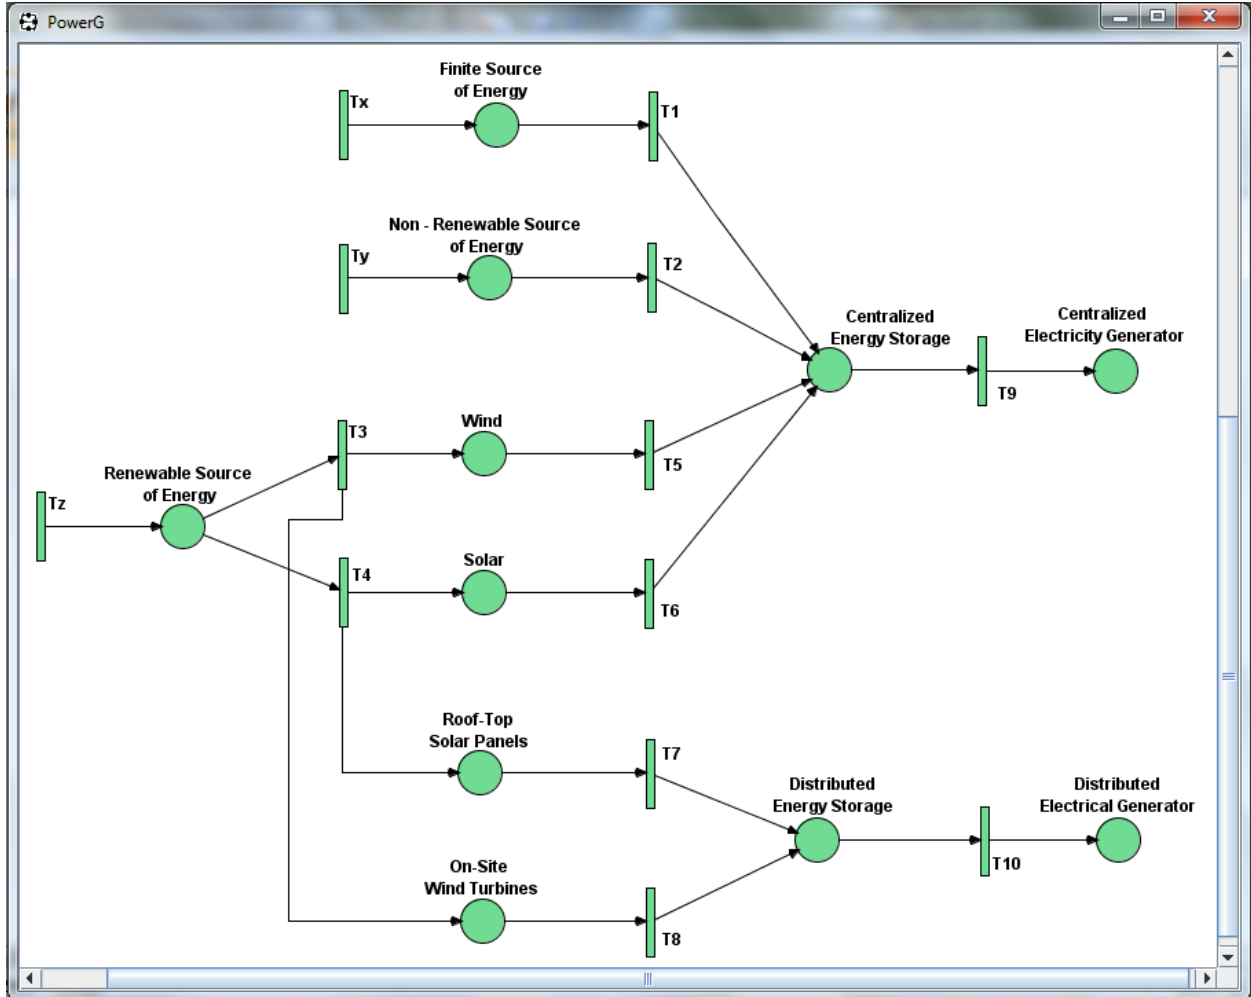 PowerG
Finite Source
of Energy
Tx
T1
Non - Renewable Source
of Energy
Ty
T2
Centralized
Energy Storage
Centralized
Electricity Generator
T9
T3
Wind
T5
Renewable Source
of Energy
Tz
T4
Solar
T6
Roof-Top
Solar Panels
T7
Distributed
Energy Storage
Distributed
Electrical Generator
T10
On-Site
Wind Turbines
T8